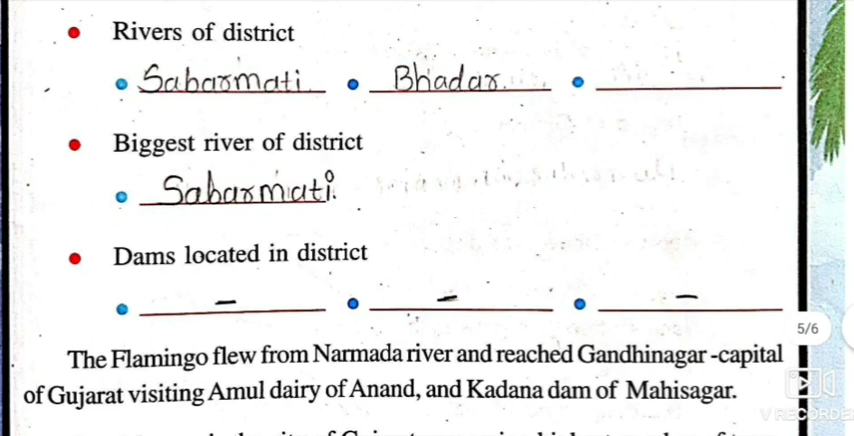 Rivers of district
Sabarmati Bhadar.
Biggest river of district
Sabarmati.
Dams located in district
– – –
5/6
The Flamingo flew from Narmada river and reached Gandhinagar -capital
of Gujarat visiting Amul dairy of Anand, and Kadana dam of Mahisagar.
V RECORDE